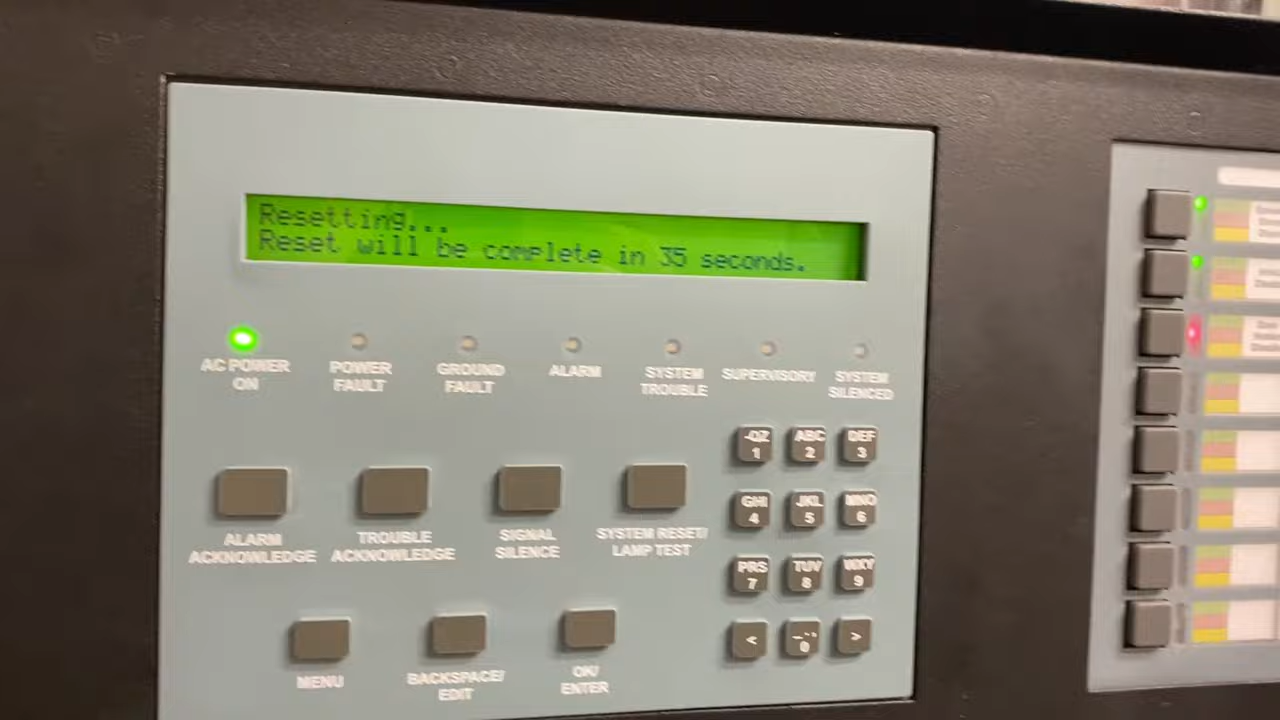 Resetting...
Reset will be complete in 35 seconds.
AC POWER
ON
POWER
FAULT
GROUND
FAULT
ALARM
SYSTEM
TROUBLE
SUPERVISORY
SYSTEM
SILENCED
-QZ
1
ABC
2
DEF
3
GHI
4
JKL
5
MNO
6
PRS
7
TUV
8
WXY
9
<
0
>
ALARM
ACKNOWLEDGE
TROUBLE
ACKNOWLEDGE
SIGNAL
SILENCE
SYSTEM RESET/
LAMP TEST
MENU
BACKSPACE/
EDIT
OK/
ENTER